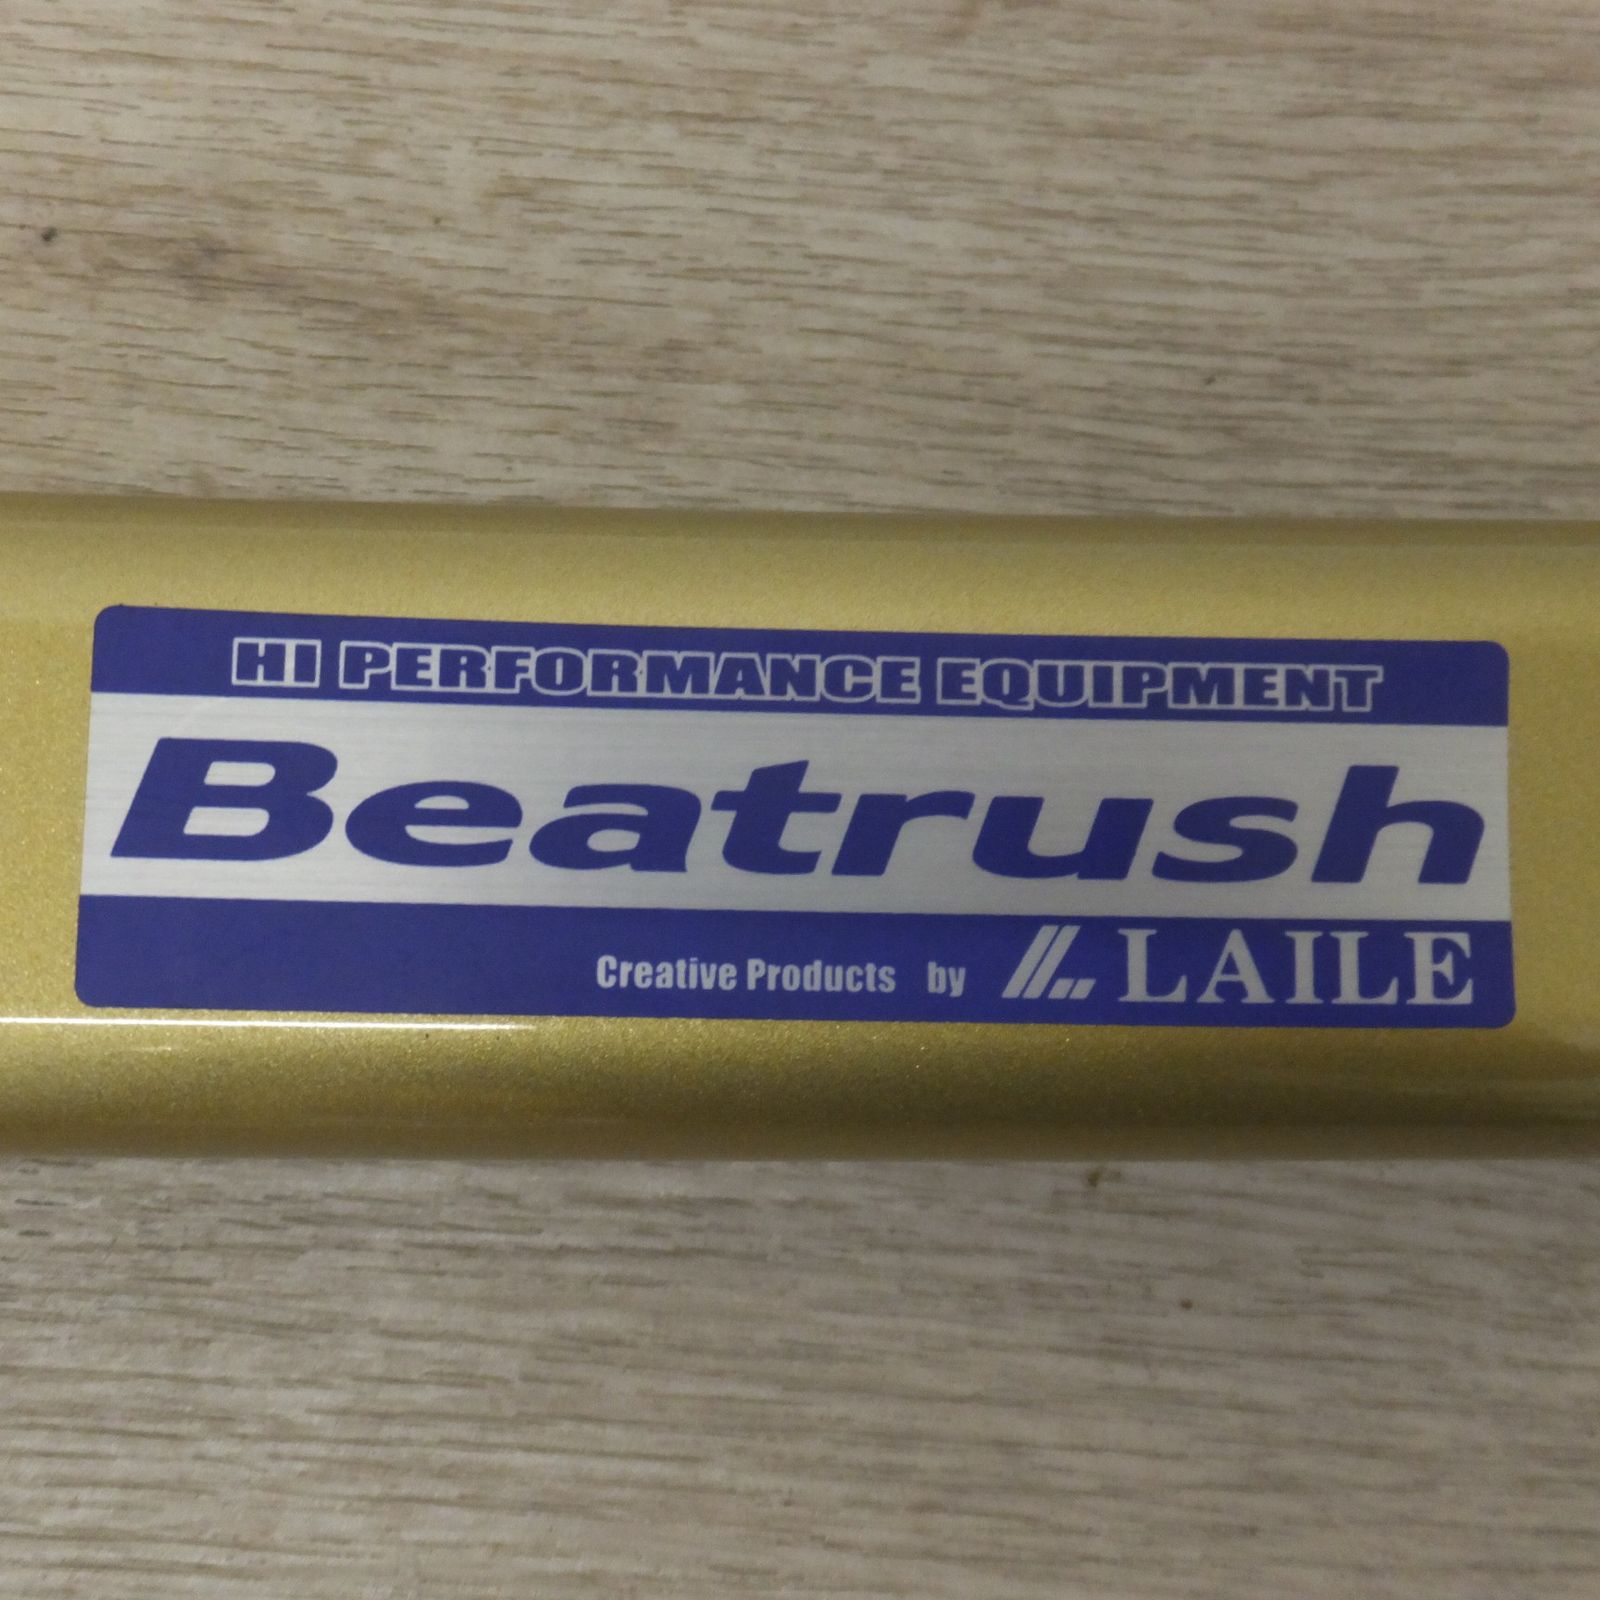 HI PERFORMANCE EQUIPMENT
Beatrush
Creative Products by LAILE